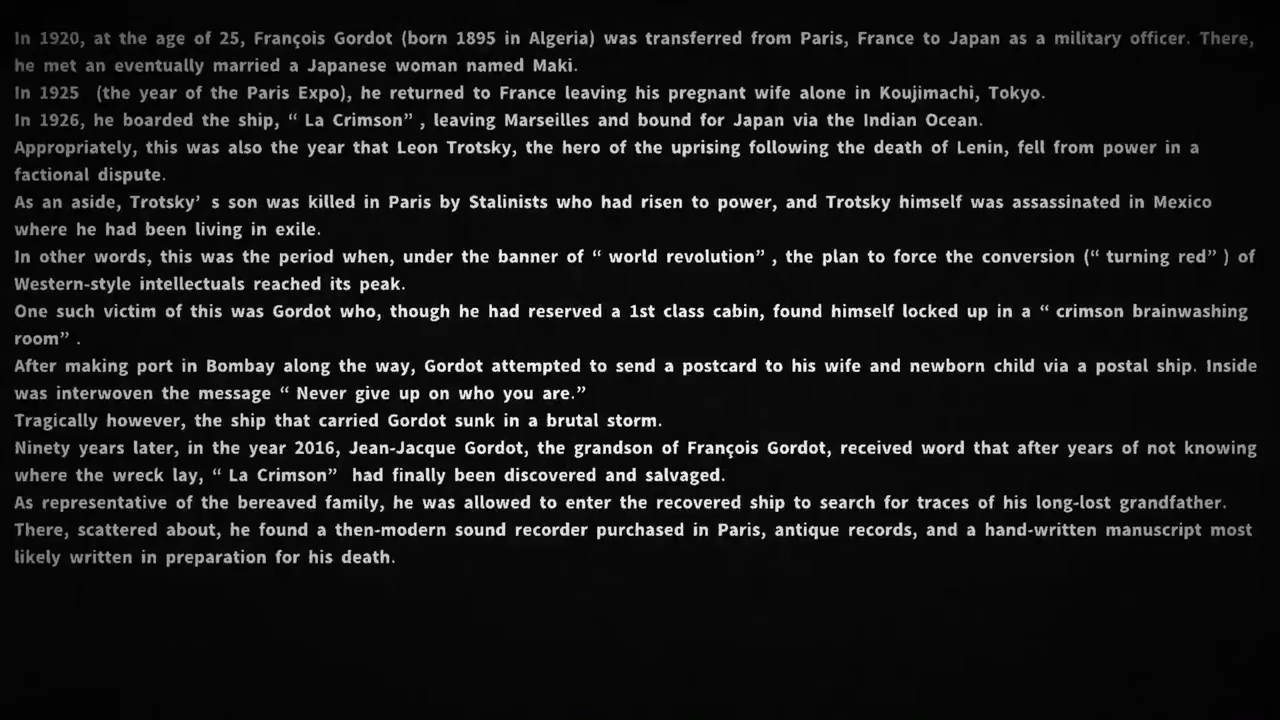 In 1920, at the age of 25, François Gordot (born 1895 in Algeria) was transferred from Paris, France to Japan as a military officer. There,
he met an eventually married a Japanese woman named Maki.
In 1925  (the year of the Paris Expo), he returned to France leaving his pregnant wife alone in Koujimachi, Tokyo.
In 1926, he boarded the ship, “ La Crimson” , leaving Marseilles and bound for Japan via the Indian Ocean.
Appropriately, this was also the year that Leon Trotsky, the hero of the uprising following the death of Lenin, fell from power in a
factional dispute.
As an aside, Trotsky’ s son was killed in Paris by Stalinists who had risen to power, and Trotsky himself was assassinated in Mexico
where he had been living in exile.
In other words, this was the period when, under the banner of “ world revolution” , the plan to force the conversion (“ turning red” ) of
Western-style intellectuals reached its peak.
One such victim of this was Gordot who, though he had reserved a 1st class cabin, found himself locked up in a “ crimson brainwashing
room” .
After making port in Bombay along the way, Gordot attempted to send a postcard to his wife and newborn child via a postal ship. Inside
was interwoven the message “ Never give up on who you are.”
Tragically however, the ship that carried Gordot sunk in a brutal storm.
Ninety years later, in the year 2016, Jean-Jacque Gordot, the grandson of François Gordot, received word that after years of not knowing
where the wreck lay, “ La Crimson”  had finally been discovered and salvaged.
As representative of the bereaved family, he was allowed to enter the recovered ship to search for traces of his long-lost grandfather.
There, scattered about, he found a then-modern sound recorder purchased in Paris, antique records, and a hand-written manuscript most
likely written in preparation for his death.